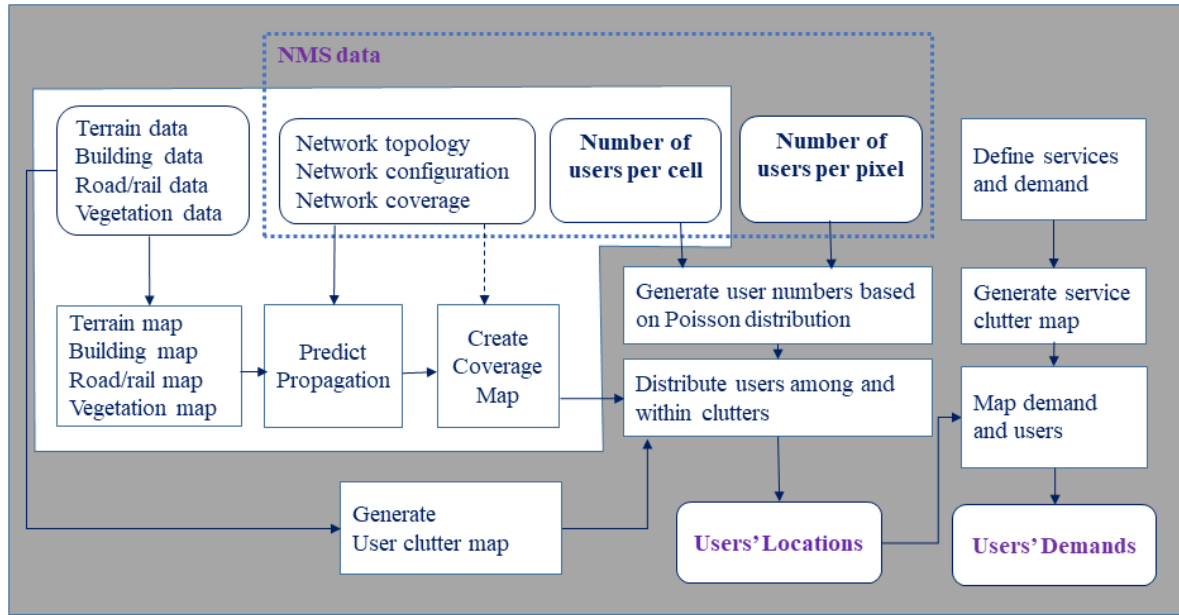 NMS data
Terrain data
Building data
Road/rail data
Vegetation data
Network topology
Network configuration
Network coverage
Number of
users per cell
Number of
users per pixel
Define services
and demand
Terrain map
Building map
Road/rail map
Vegetation map
Predict
Propagation
Create
Coverage
Map
Generate user numbers based
on Poisson distribution
Generate service
clutter map
Distribute users among and
within clutters
Map demand
and users
Generate
User clutter map
Users’ Locations
Users’ Demands